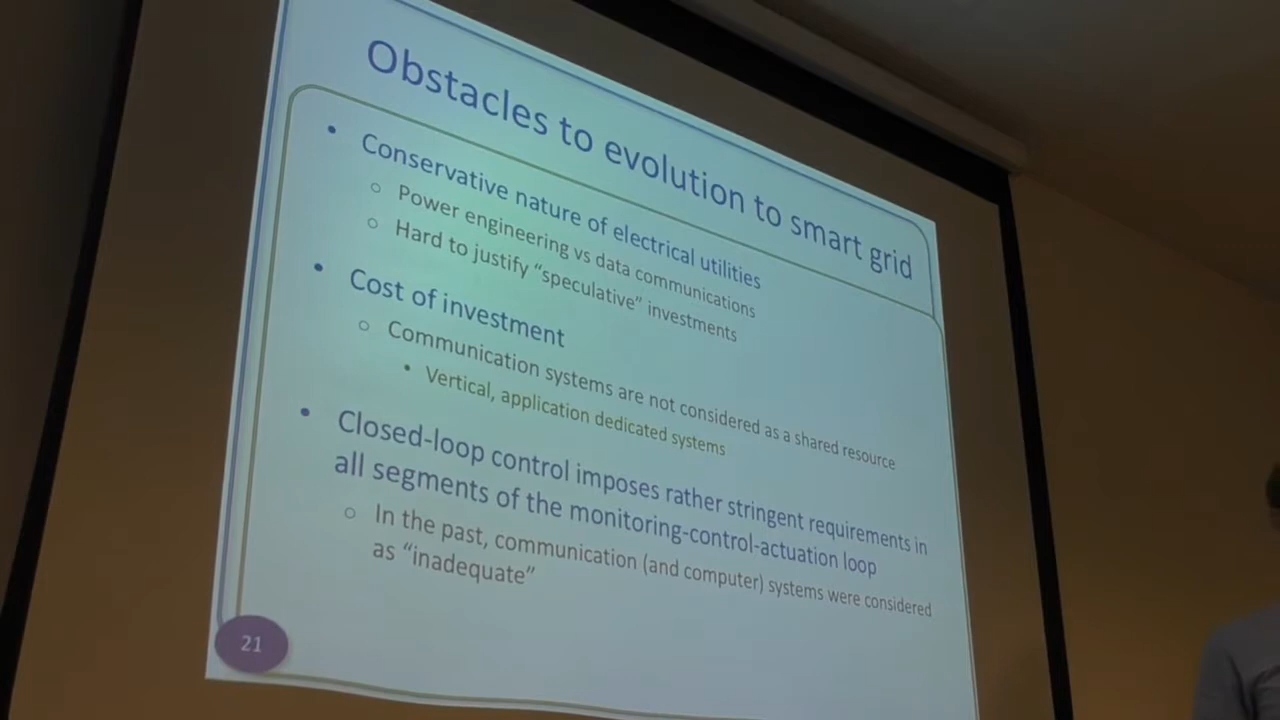 Obstacles to evolution to smart grid
• Conservative nature of electrical utilities
○ Power engineering vs data communications
○ Hard to justify “speculative” investments
• Cost of investment
○ Communication systems are not considered as a shared resource
• Vertical, application dedicated systems
• Closed-loop control imposes rather stringent requirements in
all segments of the monitoring-control-actuation loop
○ In the past, communication (and computer) systems were considered
as “inadequate”
21